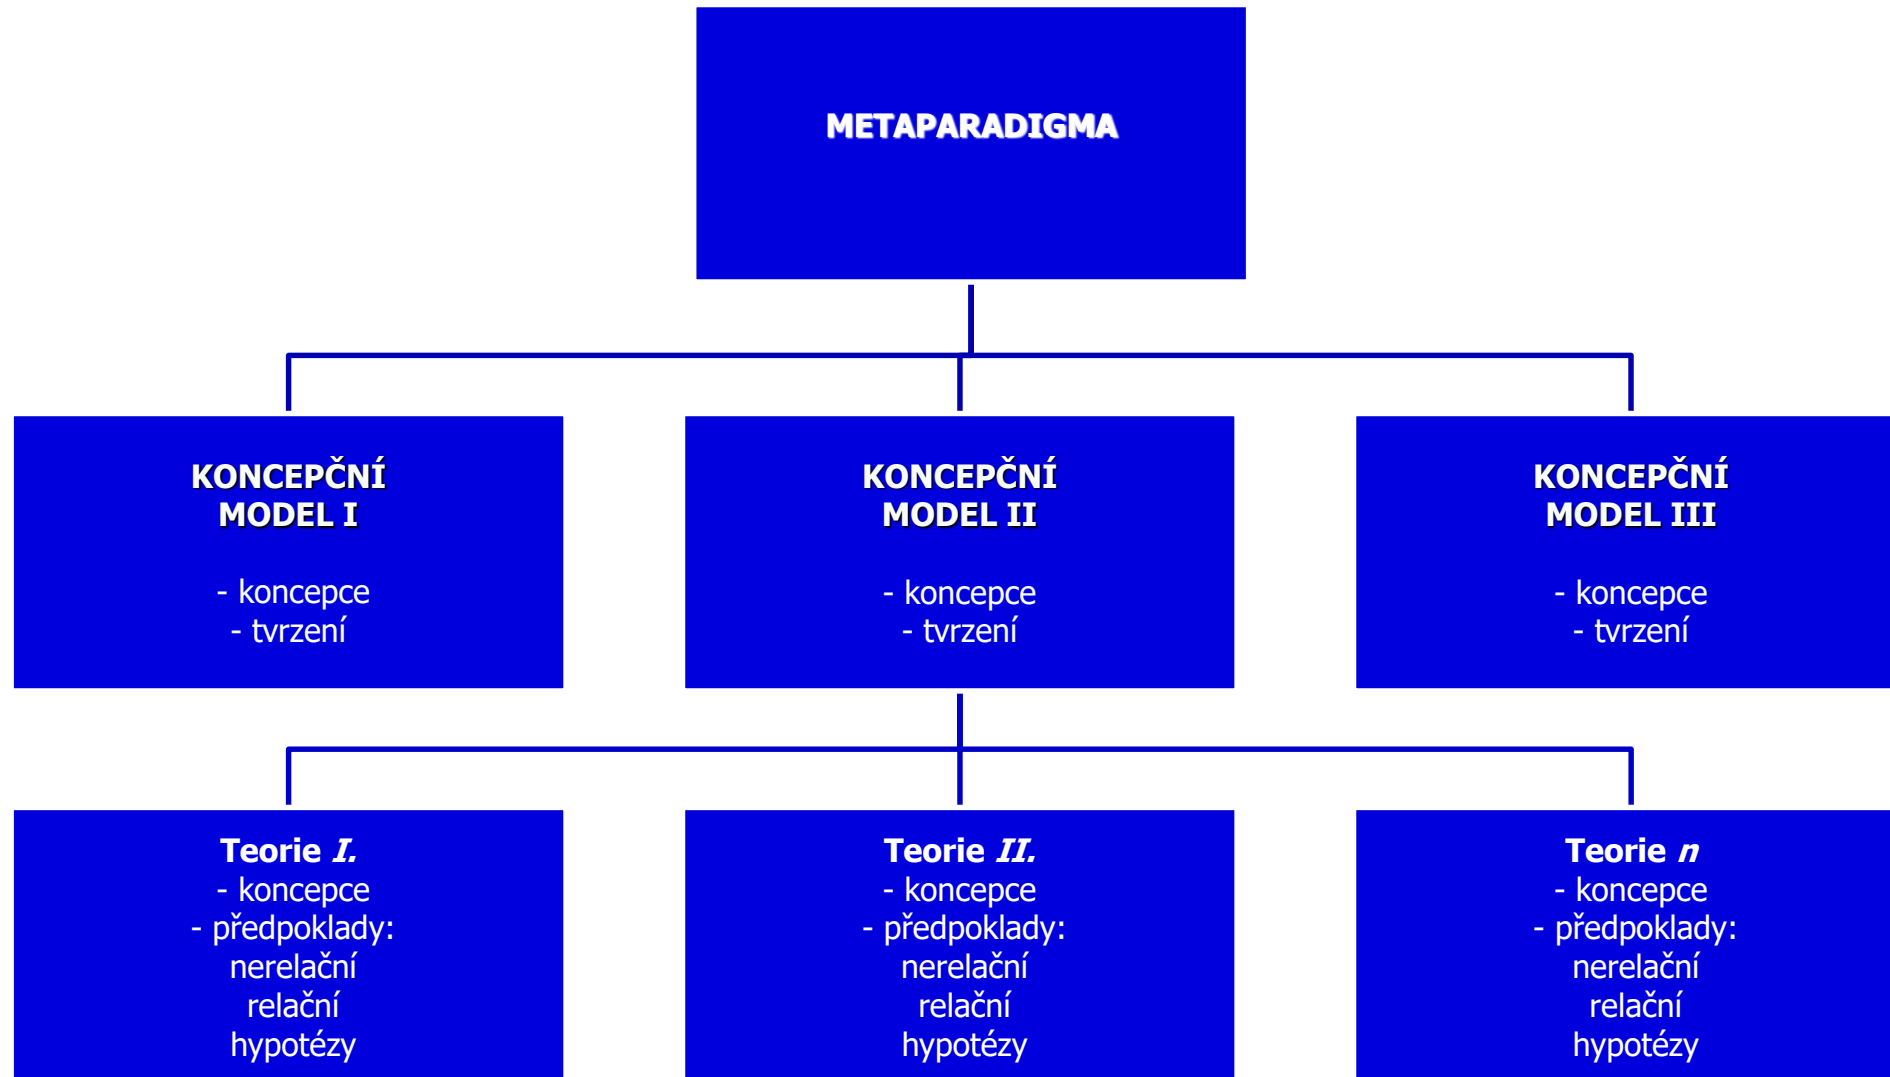 METAPARADIGMA
KONCEPČNÍ
MODEL I
- koncepce
- tvrzení
KONCEPČNÍ
MODEL II
- koncepce
- tvrzení
KONCEPČNÍ
MODEL III
- koncepce
- tvrzení
Teorie I.
- koncepce
- předpoklady:
nerelační
relační
hypotézy
Teorie II.
- koncepce
- předpoklady:
nerelační
relační
hypotézy
Teorie n
- koncepce
- předpoklady:
nerelační
relační
hypotézy